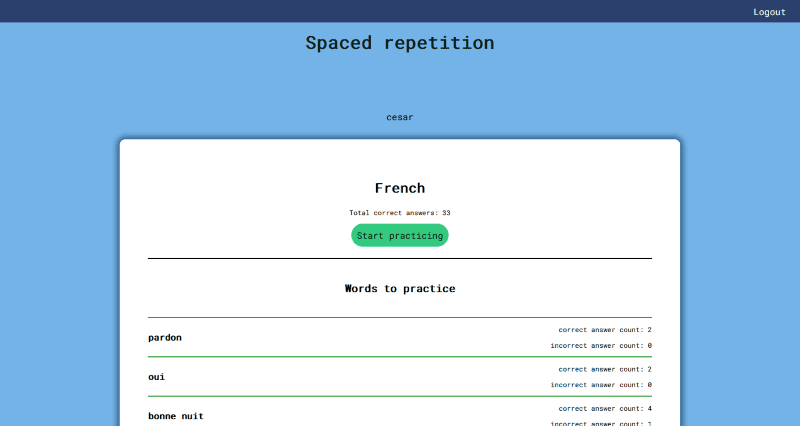 Logout
Spaced repetition
cesar
French
Total correct answers: 33
Start practicing
Words to practice
pardon
correct answer count: 2
incorrect answer count: 0
oui
correct answer count: 2
incorrect answer count: 0
bonne nuit
correct answer count: 4
incorrect answer count: 1